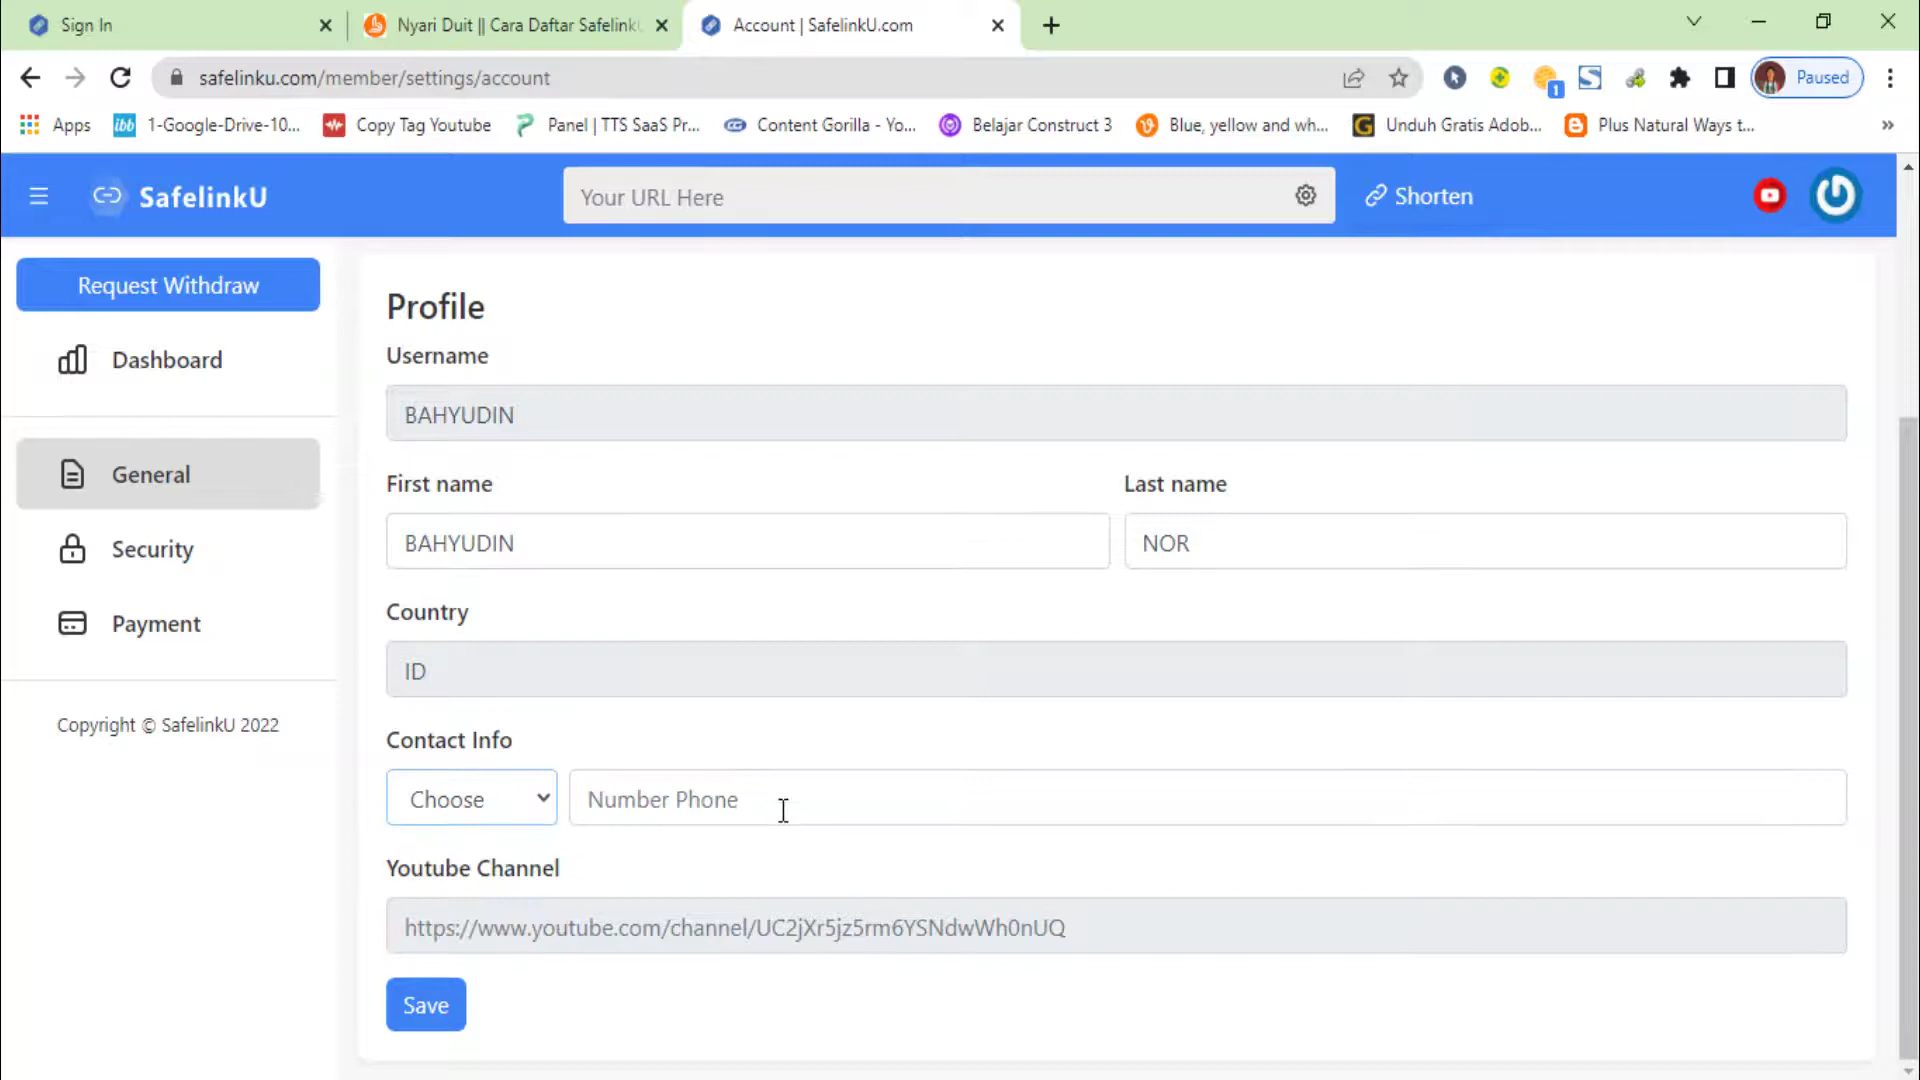 Sign In
Nyari Duit || Cara Daftar Safelink
Account | SafelinkU.com
safelinku.com/member/settings/account
1
Paused
Apps
ibb
1-Google-Drive-10...
Copy Tag Youtube
Panel | TTS SaaS Pr...
Content Gorilla - Yo...
Belajar Construct 3
Blue, yellow and wh...
Unduh Gratis Adob...
Plus Natural Ways t...
»
SafelinkU
Your URL Here
Shorten
Request Withdraw
Dashboard
General
Security
Payment
Copyright © SafelinkU 2022
Profile
Username
BAHYUDIN
First name
Last name
BAHYUDIN
NOR
Country
ID
Contact Info
Choose
Number Phone
Youtube Channel
https://www.youtube.com/channel/UC2jXr5jz5rm6YSNdwWh0nUQ
Save